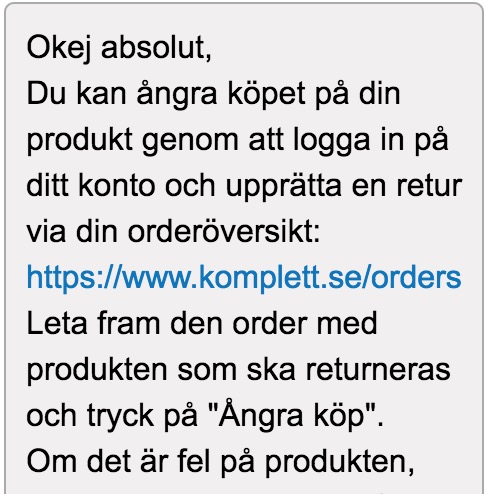 Okej absolut,
Du kan ångra köpet på din
produkt genom att logga in på
ditt konto och upprätta en retur
via din orderöversikt:
https://www.komplett.se/orders
Leta fram den order med
produkten som ska returneras
och tryck på "Ångra köp".
Om det är fel på produkten,